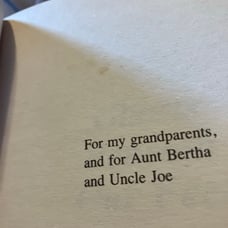 For my grandparents,
and for Aunt Bertha
and Uncle Joe